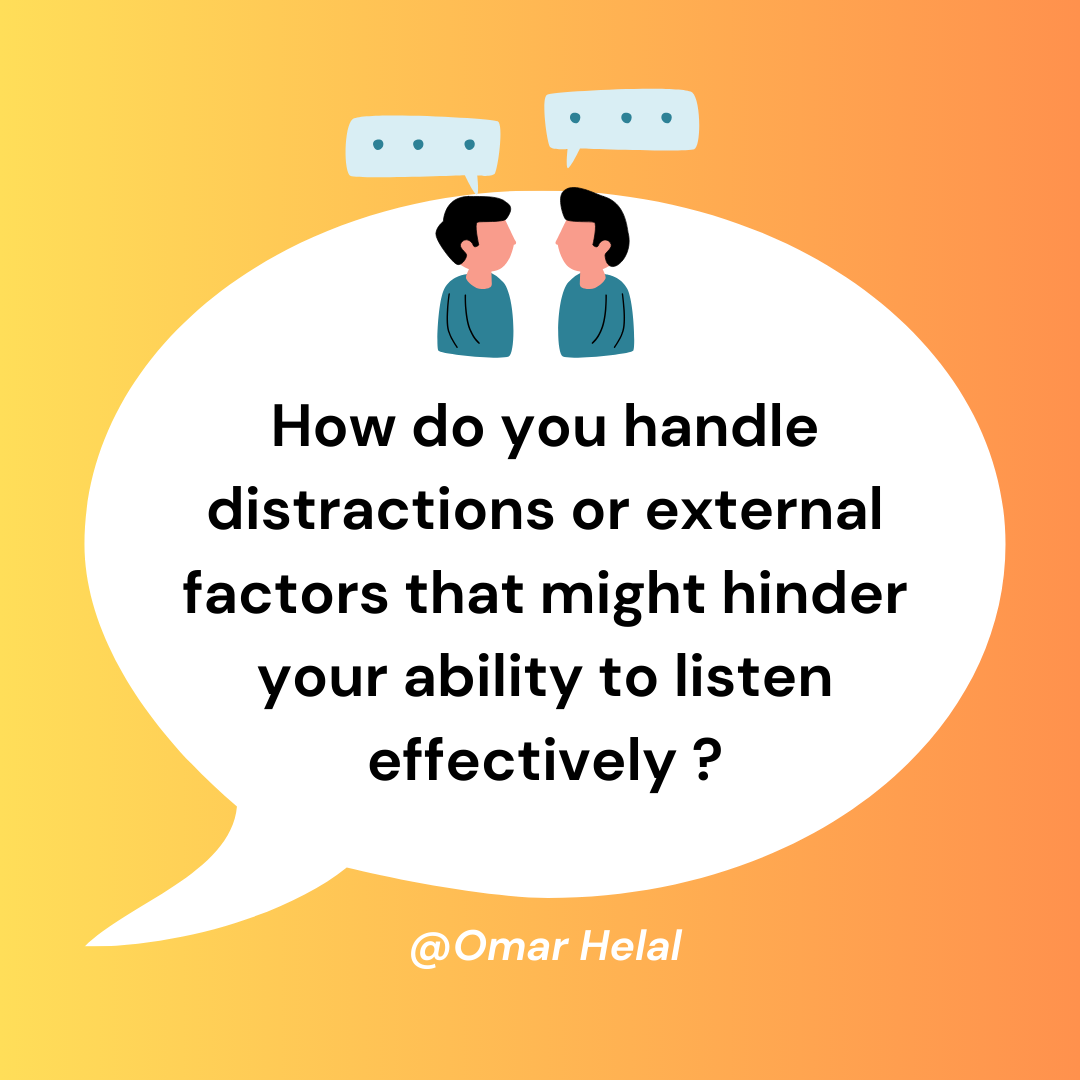 How do you handle
distractions or external
factors that might hinder
your ability to listen
effectively ?
@Omar Helal